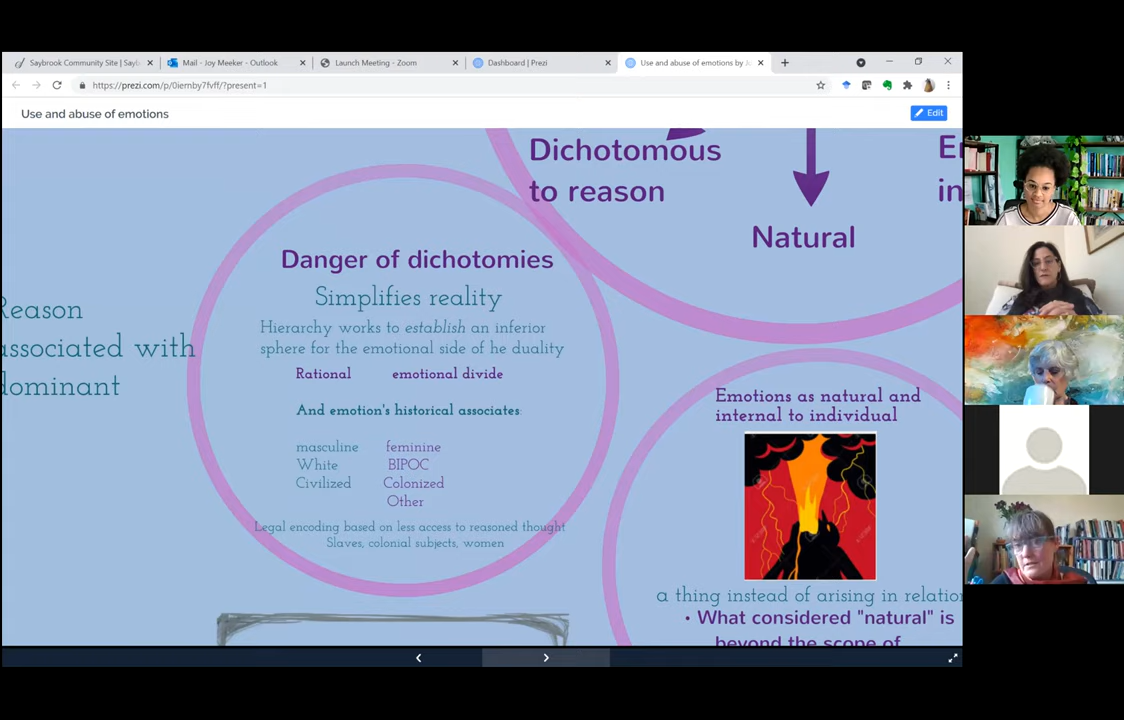 Saybrook Community Site | Sayb
Mail - Joy Meeker - Outlook
Launch Meeting - Zoom
Dashboard | Prezi
Use and abuse of emotions by J
https://prezi.com/p/0iemby7fvff/?present=1
Use and abuse of emotions
Edit
Dichotomous
to reason
Natural
E
in
Reason
associated with
dominant
Danger of dichotomies
Simplifies reality
Hierarchy works to establish an inferior
sphere for the emotional side of he duality
Rational emotional divide
And emotion's historical associates:
masculine feminine
White BIPOC
Civilized Colonized
Other
Legal encoding based on less access to reasoned thought
Slaves, colonial subjects, women
Emotions as natural and
internal to individual
a thing instead of arising in relation
• What considered "natural" is
beyond the scope of